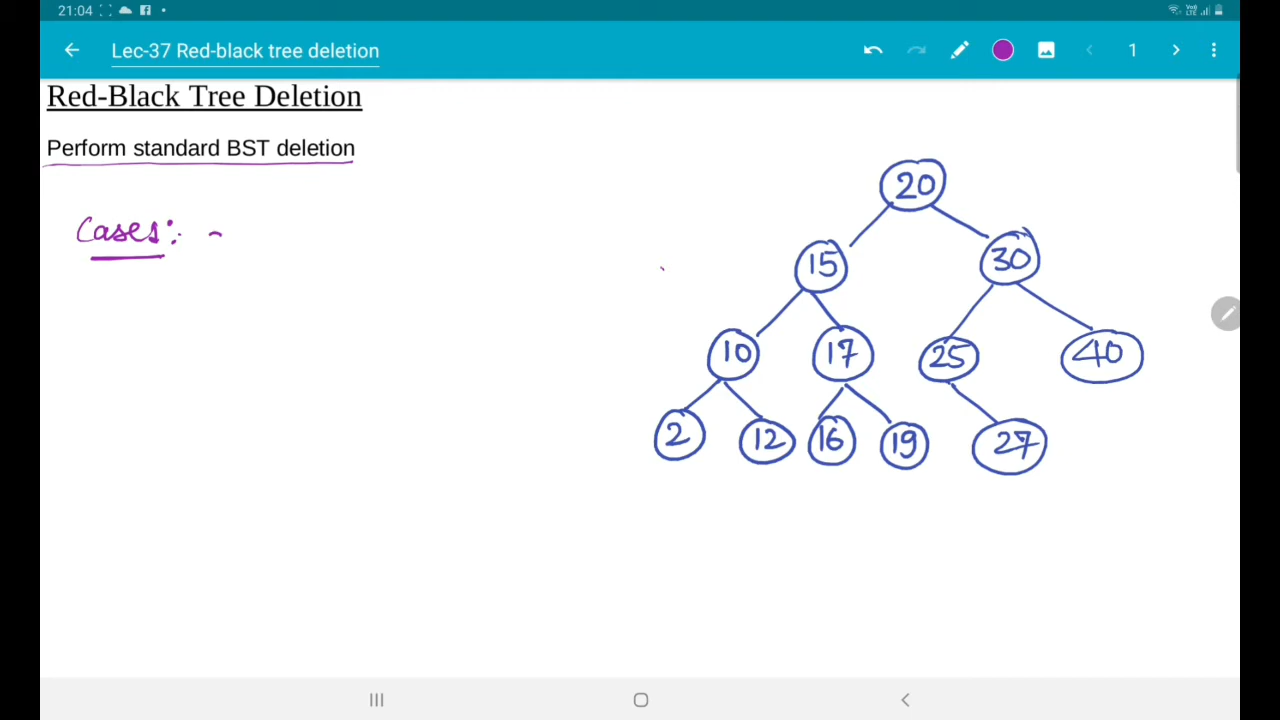 21:04
Lec-37 Red-black tree deletion
1
Red-Black Tree Deletion
Perform standard BST deletion
Cases:-
20
15 30
10 17 25 40
2 12 16 19 27